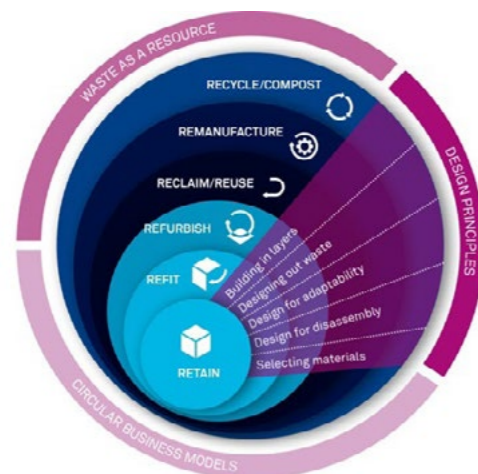 WASTE AS A RESOURCE
RECYCLE/COMPOST
REMANUFACTURE
RECLAIM/REUSE
REFURBISH
REFIT
RETAIN
Building in layers
Designing out waste
Design for adaptability
Design for disassembly
Selecting materials
DESIGN PRINCIPLES
CIRCULAR BUSINESS MODELS